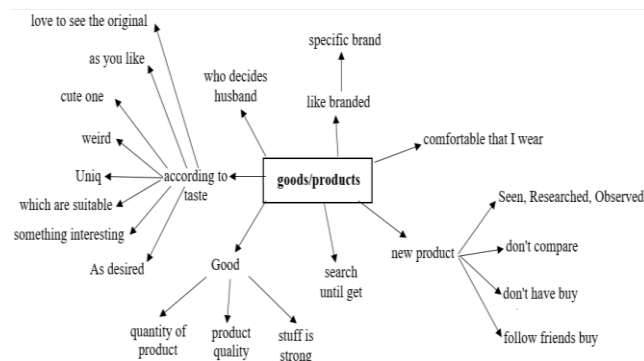 love to see the original
as you like
cute one
weird
Uniq
which are suitable
something interesting
As desired
according to
taste
who decides
husband
specific brand
like branded
comfortable that I wear
goods/products
Good
quantity of
product
product
quality
stuff is
strong
search
until get
new product
Seen, Researched, Observed
don't compare
don't have buy
follow friends buy